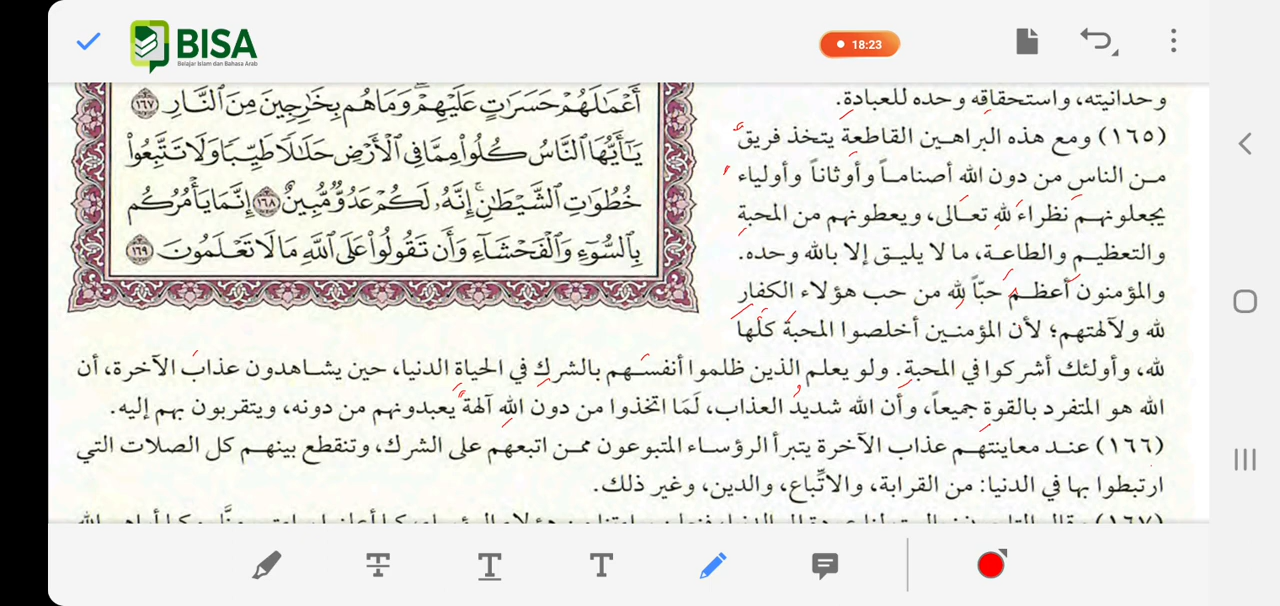 BISA
Belajar Islam dan Bahasa Arab
18:23
أَعْمَٰلَهُمْ حَسَرَٰتٍ عَلَيْهِمْ ۖ وَمَا هُم بِخَٰرِجِينَ مِنَ ٱلنَّارِ ١٦٧
يَٰٓأَيُّهَا ٱلنَّاسُ كُلُوا۟ مِمَّا فِى ٱلْأَرْضِ حَلَٰلًا طَيِّبًا وَلَا تَتَّبِعُوا۟
خُطُوَٰتِ ٱلشَّيْطَٰنِ ۚ إِنَّهُۥ لَكُمْ عَدُوٌّ مُّبِينٌ ١٦٨ إِنَّمَا يَأْمُرُكُم
بِٱلسُّوٓءِ وَٱلْفَحْشَآءِ وَأَن تَقُولُوا۟ عَلَى ٱللَّهِ مَا لَا تَعْلَمُونَ ١٦٩
وحدانيته، واستحقاقه وحده للعبادة.
(١٦٥) ومع هذه البراهين القاطعة يتخذ فريقٌ
من الناس من دون الله أصناماً وأوثاناً وأولياء
يجعلونهم نظراءَ لله تعالى، ويعطونهم من المحبة
والتعظيم والطاعة، ما لا يليق إلا بالله وحده.
والمؤمنون أعظم حبّاً لله من حب هؤلاء الكفار
لله ولآلهتهم؛ لأن المؤمنين أخلصوا المحبة كلَّها
لله، وأولئك أشركوا في المحبة. ولو يعلم الذين ظلموا أنفسهم بالشرك في الحياة الدنيا، حين يشاهدون عذابَ الآخرة، أن
الله هو المتفرد بالقوة جميعاً، وأن الله شديدُ العذاب، لَمَا اتخذوا من دون الله آلهةً يعبدونهم من دونه، ويتقربون بهم إليه.
(١٦٦) عند معاينتهم عذاب الآخرة يتبرأ الرؤساء المتبوعون ممن اتبعهم على الشرك، وتنقطع بينهم كل الصلات التي
ارتبطوا بها في الدنيا: من القرابة، والاتِّباع، والدين، وغير ذلك.